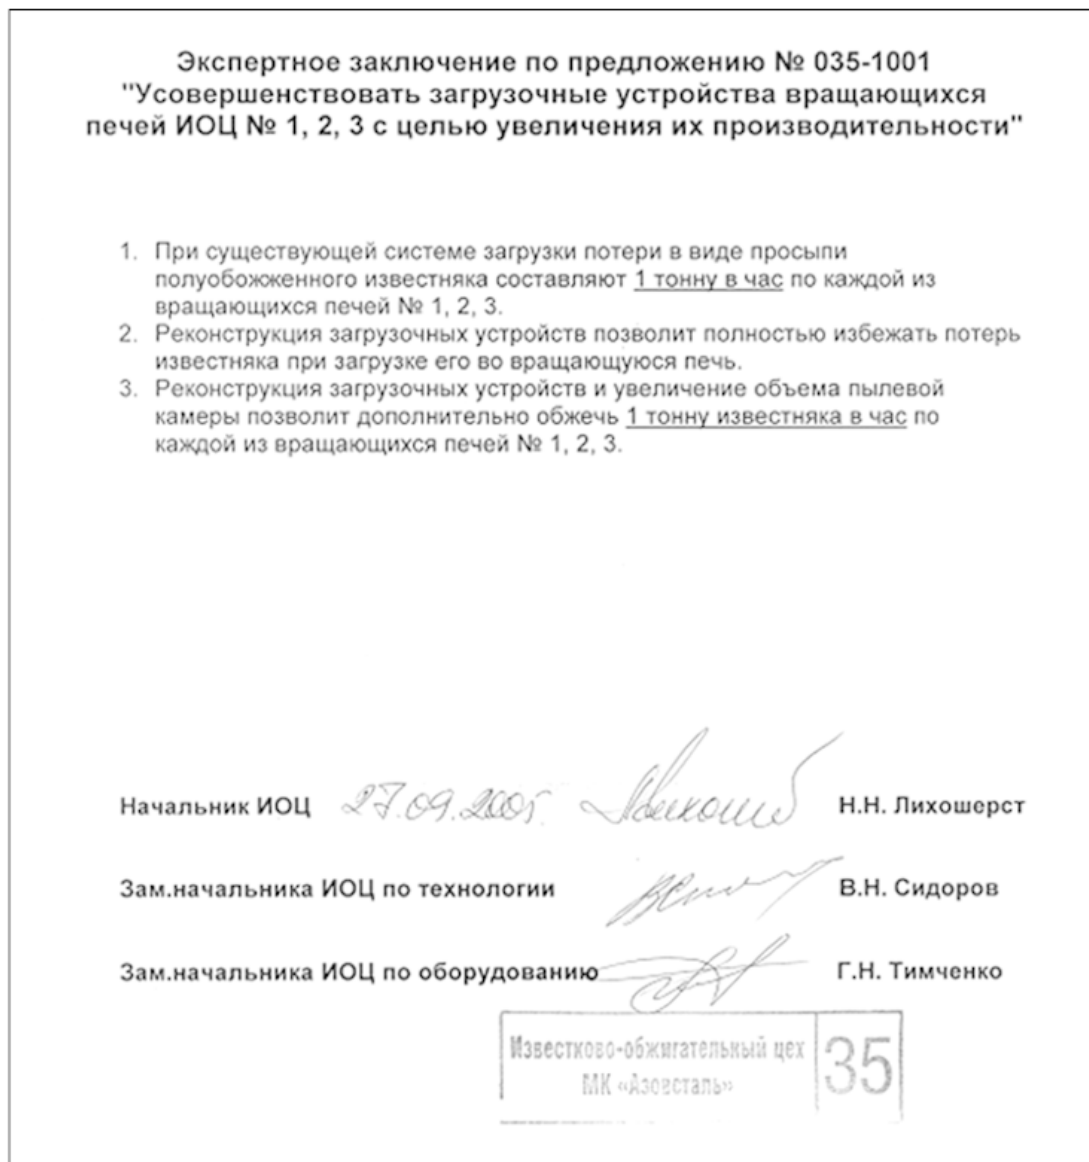 Экспертное заключение по предложению № 035-1001
"Усовершенствовать загрузочные устройства вращающихся
печей ИОЦ № 1, 2, 3 с целью увеличения их производительности"
1. При существующей системе загрузки потери в виде просыпи
полуобожженного известняка составляют 1 тонну в час по каждой из
вращающихся печей № 1, 2, 3.
2. Реконструкция загрузочных устройств позволит полностью избежать потерь
известняка при загрузке его во вращающуюся печь.
3. Реконструкция загрузочных устройств и увеличение объема пылевой
камеры позволит дополнительно обжечь 1 тонну известняка в час по
каждой из вращающихся печей № 1, 2, 3.
Начальник ИОЦ 27.09.2005 Н.Н. Лихошерст
Зам.начальника ИОЦ по технологии В.Н. Сидоров
Зам.начальника ИОЦ по оборудованию Г.Н. Тимченко
Известково-обжигательный цех 35
МК «Азовсталь»